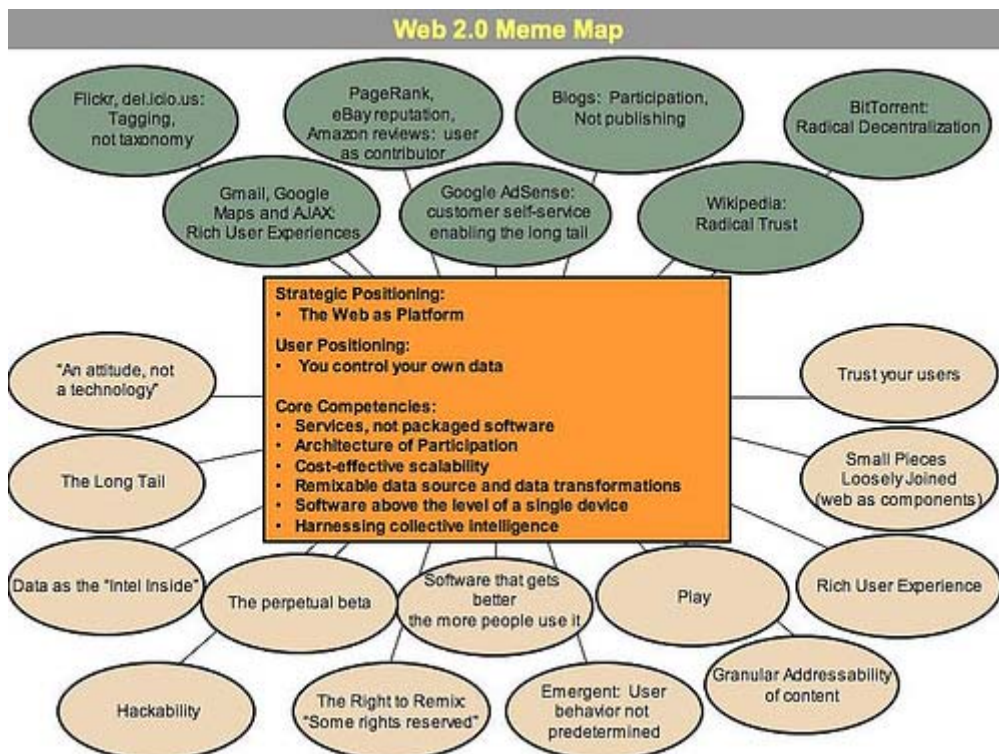 Web 2.0 Meme Map
Flickr, del.icio.us:
Tagging,
not taxonomy
PageRank,
eBay reputation,
Amazon reviews: user
as contributor
Blogs: Participation,
Not publishing
BitTorrent:
Radical Decentralization
Gmail, Google
Maps and AJAX:
Rich User Experiences
Google AdSense:
customer self-service
enabling the long tail
Wikipedia:
Radical Trust
Strategic Positioning:
• The Web as Platform
User Positioning:
• You control your own data
Core Competencies:
• Services, not packaged software
• Architecture of Participation
• Cost-effective scalability
• Remixable data source and data transformations
• Software above the level of a single device
• Harnessing collective intelligence
"An attitude, not
a technology"
Trust your users
The Long Tail
Small Pieces
Loosely Joined
(web as components)
Data as the "Intel Inside"
The perpetual beta
Software that gets
better
the more people use it
Play
Rich User Experience
Hackability
The Right to Remix:
"Some rights reserved"
Emergent: User
behavior not
predetermined
Granular Addressability
of content